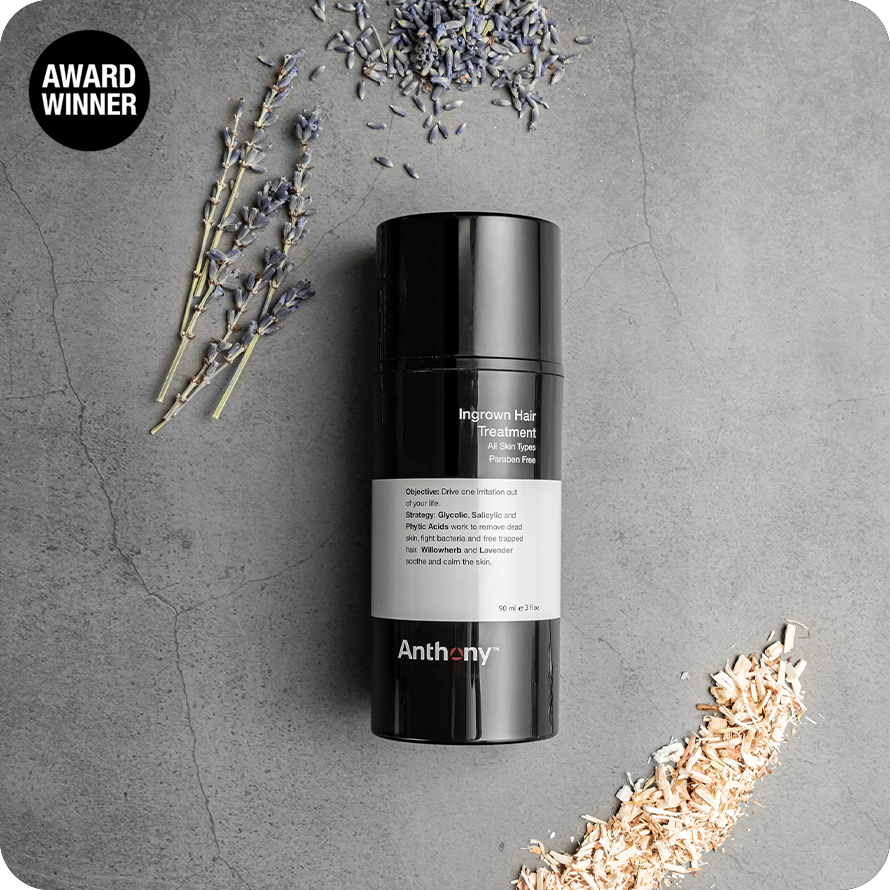 AWARD
WINNER
Ingrown Hair
Treatment
All Skin Types
Paraben Free
Objective: Drive one irritation out
of your life.
Strategy: Glycolic, Salicylic and
Phytic Acids work to remove dead
skin, fight bacteria and free trapped
hair. Willowherb and Lavender
soothe and calm the skin.
90 ml e 3 fl oz
Anthony™